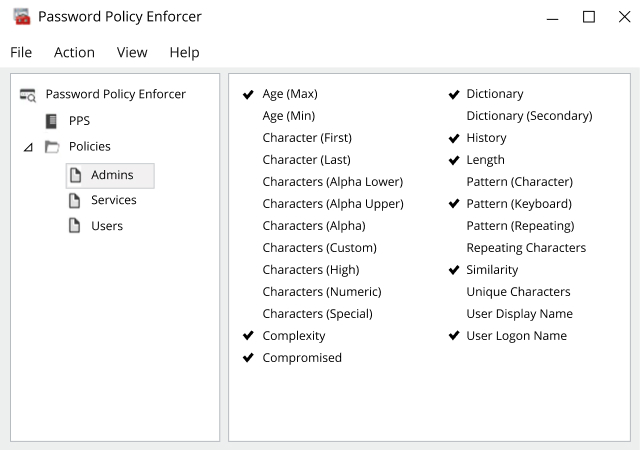 Password Policy Enforcer
File Action View Help
Password Policy Enforcer
PPS
Policies
Admins
Services
Users
Age (Max)
Age (Min)
Character (First)
Character (Last)
Characters (Alpha Lower)
Characters (Alpha Upper)
Characters (Alpha)
Characters (Custom)
Characters (High)
Characters (Numeric)
Characters (Special)
Complexity
Compromised
Dictionary
Dictionary (Secondary)
History
Length
Pattern (Character)
Pattern (Keyboard)
Pattern (Repeating)
Repeating Characters
Similarity
Unique Characters
User Display Name
User Logon Name